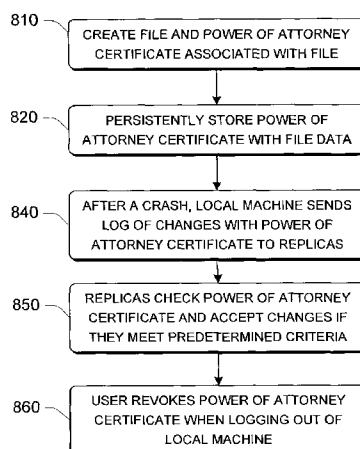 810
CREATE FILE AND POWER OF
ATTORNEY CERTIFICATE
ASSOCIATED WITH FILE
820
PERSISTENTLY STORE POWER OF
ATTORNEY CERTIFICATE WITH FILE DATA
840
AFTER A CRASH, LOCAL MACHINE SENDS
LOG OF CHANGES WITH POWER OF
ATTORNEY CERTIFICATE TO REPLICAS
850
REPLICAS CHECK POWER OF ATTORNEY
CERTIFICATE AND ACCEPT CHANGES IF
THEY MEET PREDETERMINED CRITERIA
860
USER REVOKES POWER OF ATTORNEY
CERTIFICATE WHEN LOGGING OUT OF
LOCAL MACHINE